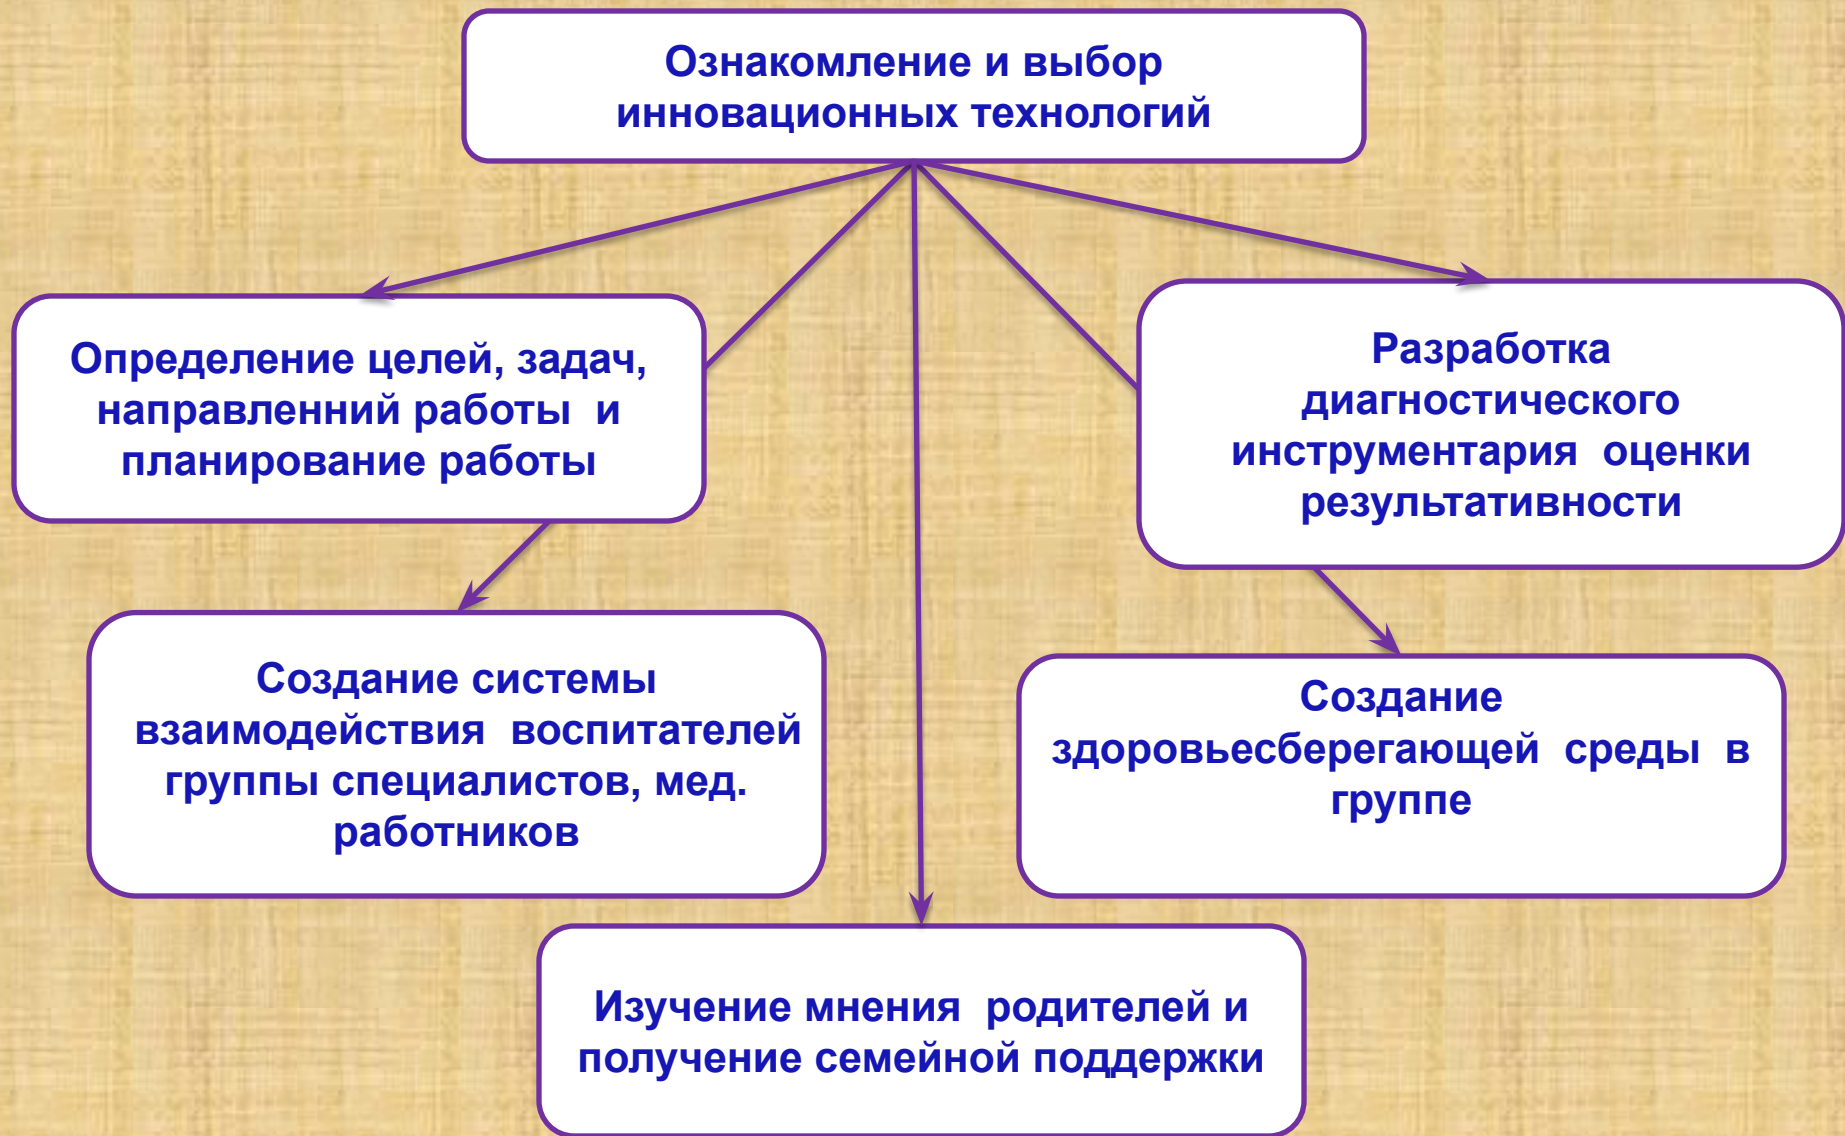 Ознакомление и выбор
инновационных технологий
Определение целей, задач,
направленний работы и
планирование работы
Разработка
диагностического
инструментария оценки
результативности
Создание системы
взаимодействия воспитателей
группы специалистов, мед.
работников
Создание
здоровьесберегающей среды в
группе
Изучение мнения родителей и
получение семейной поддержки